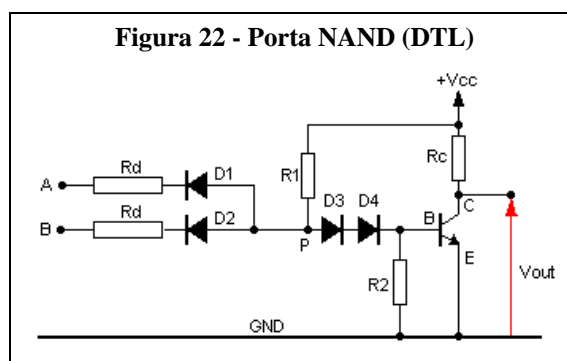 Figura 22 - Porta NAND (DTL)
+Vcc
Rd
D1
R1
Rc
A
D3
D4
C
Rd
D2
B
B
P
E
R2
Vout
GND